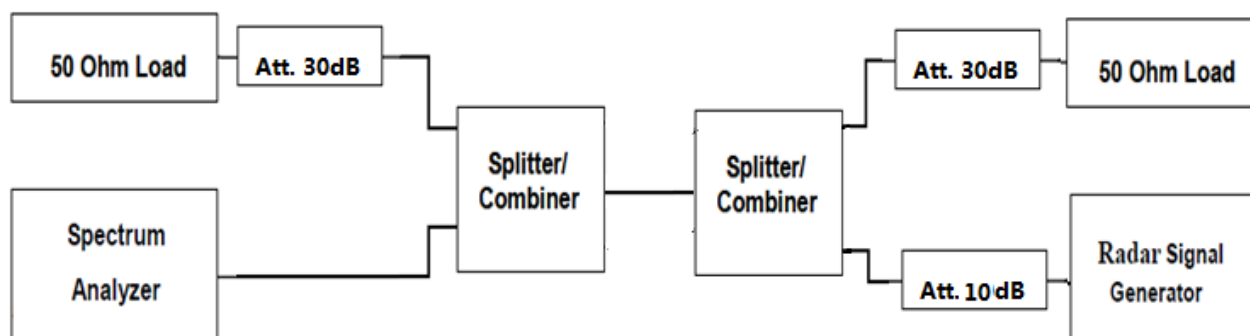 50 Ohm Load
Att. 30dB
Att. 30dB
50 Ohm Load
Splitter/
Combiner
Splitter/
Combiner
Spectrum
Analyzer
Att. 10dB
Radar Signal
Generator